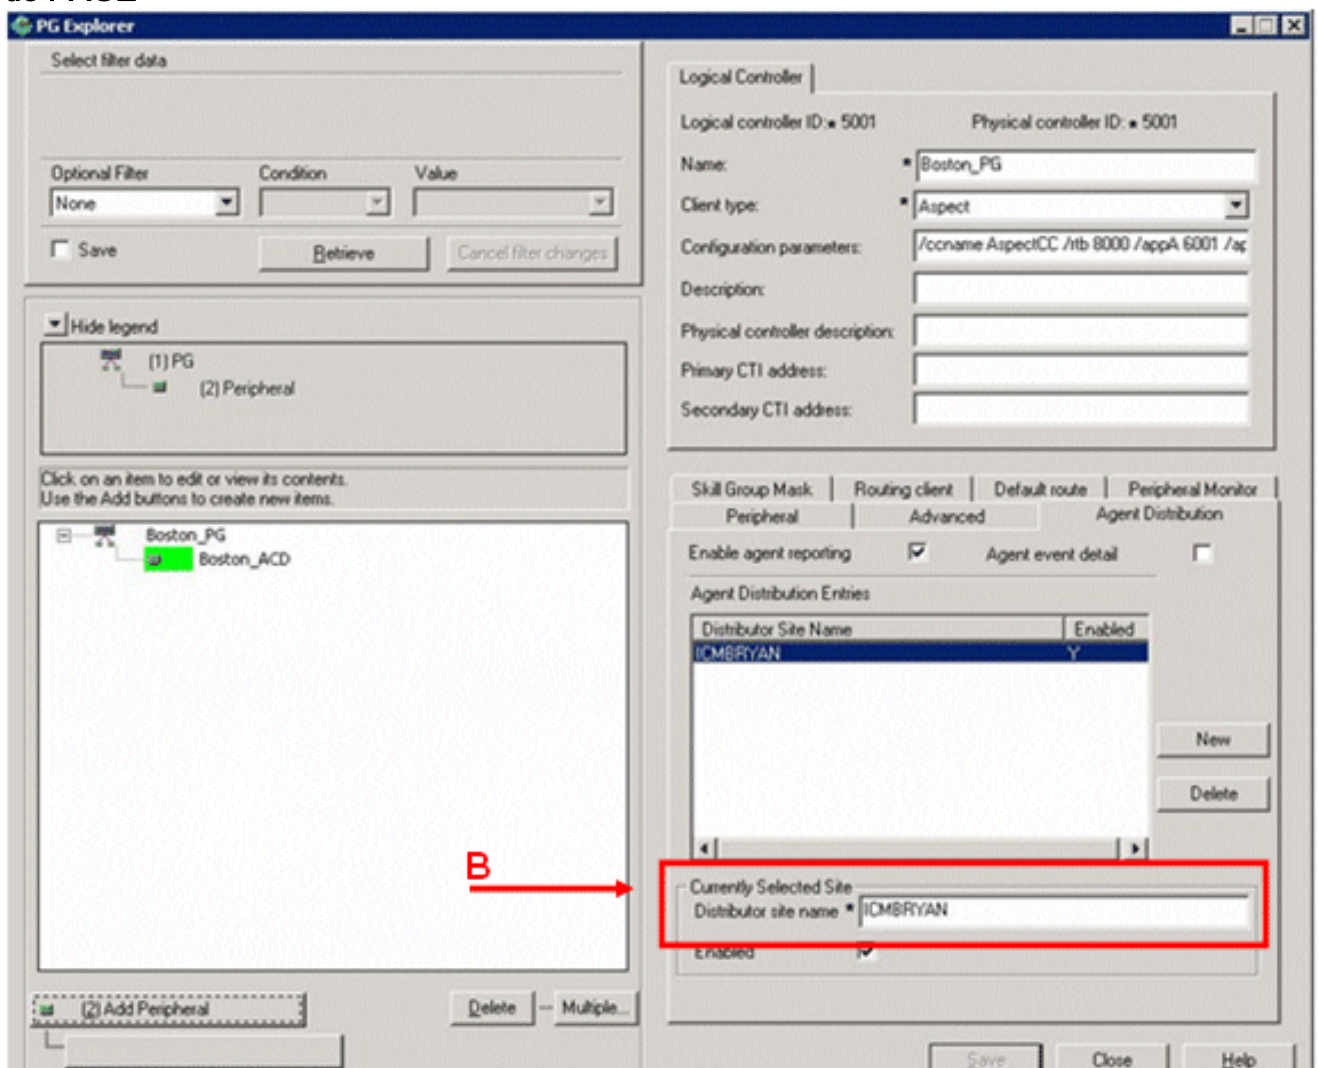 PG Explorer
Select filter data
Optional Filter Condition Value
None
Save Retrieve Cancel filter changes
Hide legend
(1) PG
(2) Peripheral
Click on an item to edit or view its contents.
Use the Add buttons to create new items.
Boston_PG
Boston_ACD
B
(2) Add Peripheral Delete -- Multiple...
Logical Controller
Logical controller ID: 5001 Physical controller ID: 5001
Name: * Boston_PG
Client type: * Aspect
Configuration parameters: /ccname AspectCC /rtb 8000 /appA 6001 /ap
Description:
Physical controller description:
Primary CTI address:
Secondary CTI address:
Skill Group Mask Routing client Default route Peripheral Monitor
Peripheral Advanced Agent Distribution
Enable agent reporting Agent event detail
Agent Distribution Entries
Distributor Site Name Enabled
ICMBRYAN Y
New
Delete
Currently Selected Site
Distributor site name * ICMBRYAN
Enabled
Save Close Help